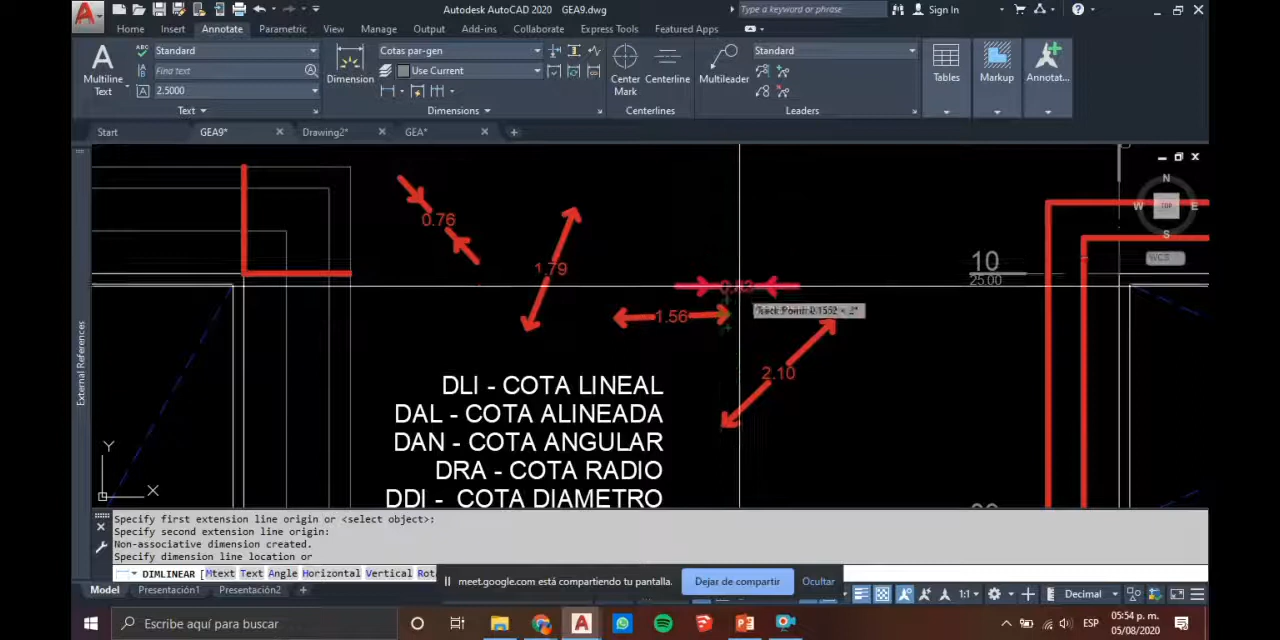 Autodesk AutoCAD 2020 GEA9.dwg
Type a keyword or phrase
Sign In
Home Insert Annotate Parametric View Manage Output Add-ins Collaborate Express Tools Featured Apps
Multiline
Text
Standard
Find text
2.5000
Text
Dimension
Cotas par-gen
Use Current
Dimensions
Center
Mark
Centerline
Centerlines
Multileader
Standard
Leaders
Tables
Markup
Annotat...
Start GEA9* Drawing2* GEA*
External References
0.76
1.79
1.56
2.10
10
25.00
N
W TOP E
S
WCS
DLI - COTA LINEAL
DAL - COTA ALINEADA
DAN - COTA ANGULAR
DRA - COTA RADIO
DDI - COTA DIAMETRO
Y
X
Specify first extension line origin or <select object>:
Specify second extension line origin:
Non-associative dimension created.
Specify dimension line location or
DIMLINEAR [Mtext Text Angle Horizontal Vertical Rot
meet.google.com está compartiendo tu pantalla. Dejar de compartir Ocultar
Model Presentación1 Presentación2 +
1:1 Decimal
Escribe aquí para buscar
ESP
05:54 p. m.
05/08/2020